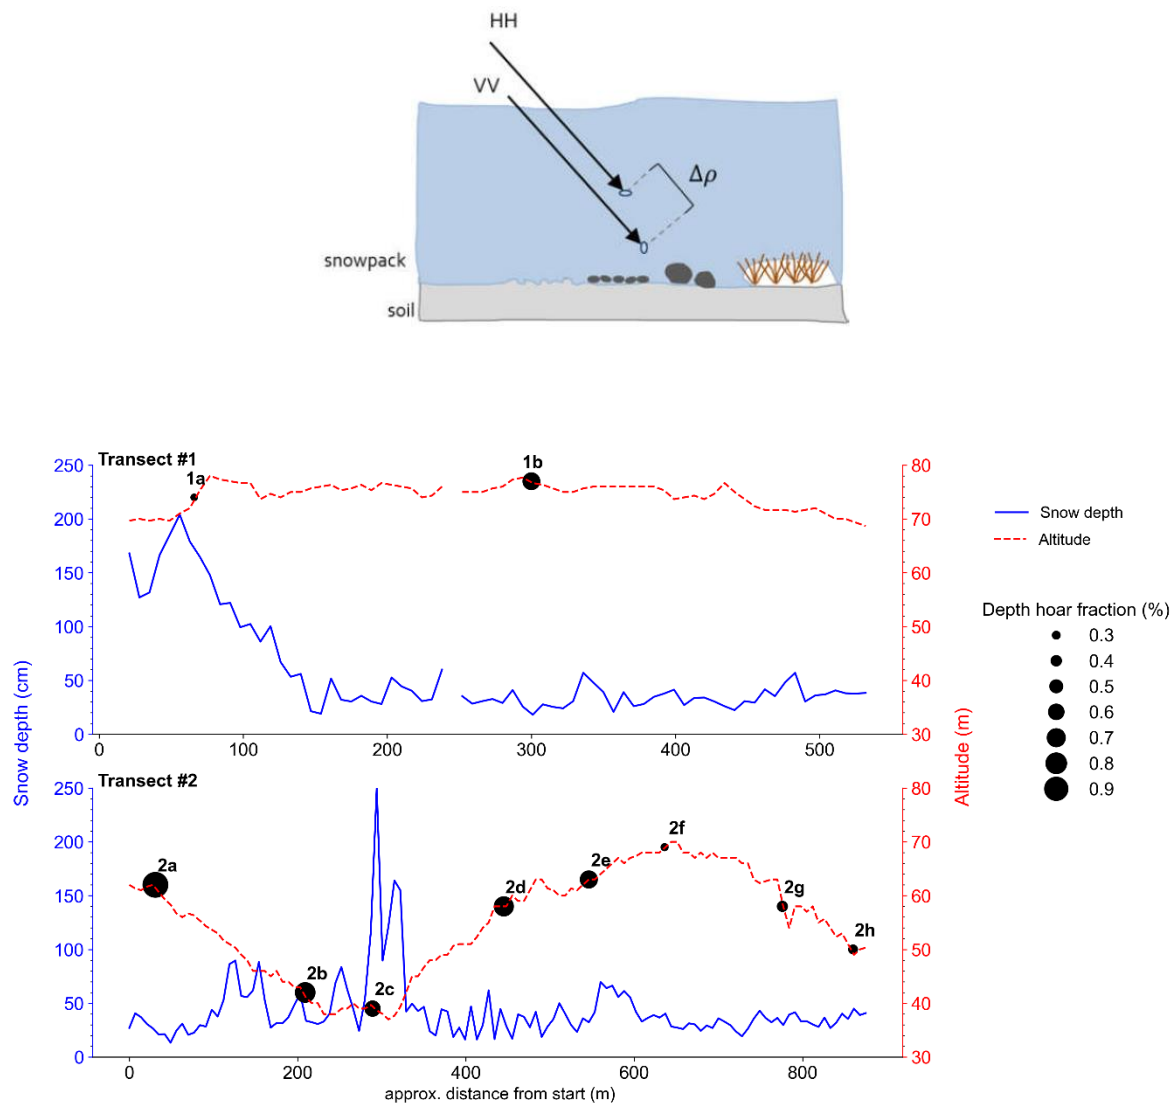 HH
VV
Δρ
snowpack
soil
Transect #1
250
200
150
100
50
0
Snow depth (cm)
1a
1b
80
70
60
50
40
30
Altitude (m)
0
100
200
300
400
500
Snow depth
Altitude
Depth hoar fraction (%)
0.3
0.4
0.5
0.6
0.7
0.8
0.9
Transect #2
250
200
150
100
50
0
2a
2b
2c
2d
2e
2f
2g
2h
80
70
60
50
40
30
0
200
400
600
800
approx. distance from start (m)